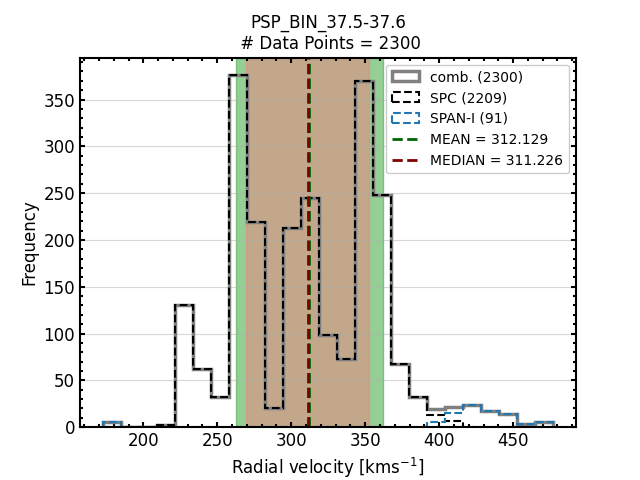 PSP_BIN_37.5-37.6
# Data Points = 2300
comb. (2300)
SPC (2209)
SPAN-I (91)
MEAN = 312.129
MEDIAN = 311.226
Frequency
350
300
250
200
150
100
50
0
200 250 300 350 400 450
Radial velocity [kms⁻¹]